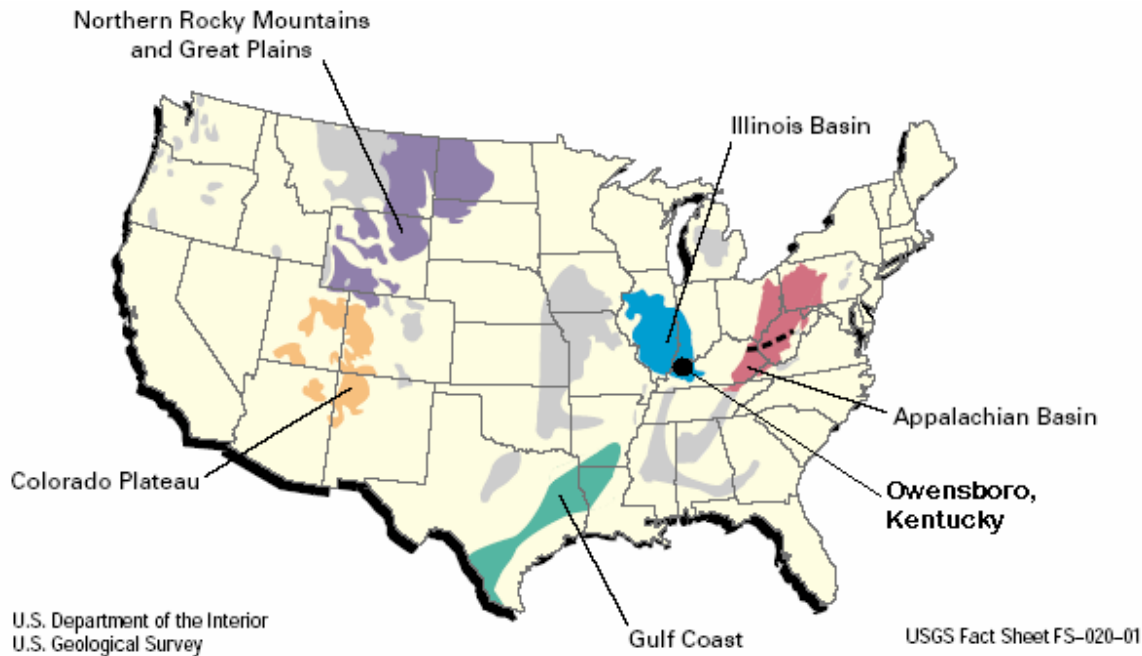 Northern Rocky Mountains
and Great Plains
Illinois Basin
Appalachian Basin
Colorado Plateau
Owensboro,
Kentucky
Gulf Coast
U.S. Department of the Interior
U.S. Geological Survey
USGS Fact Sheet FS–020–01